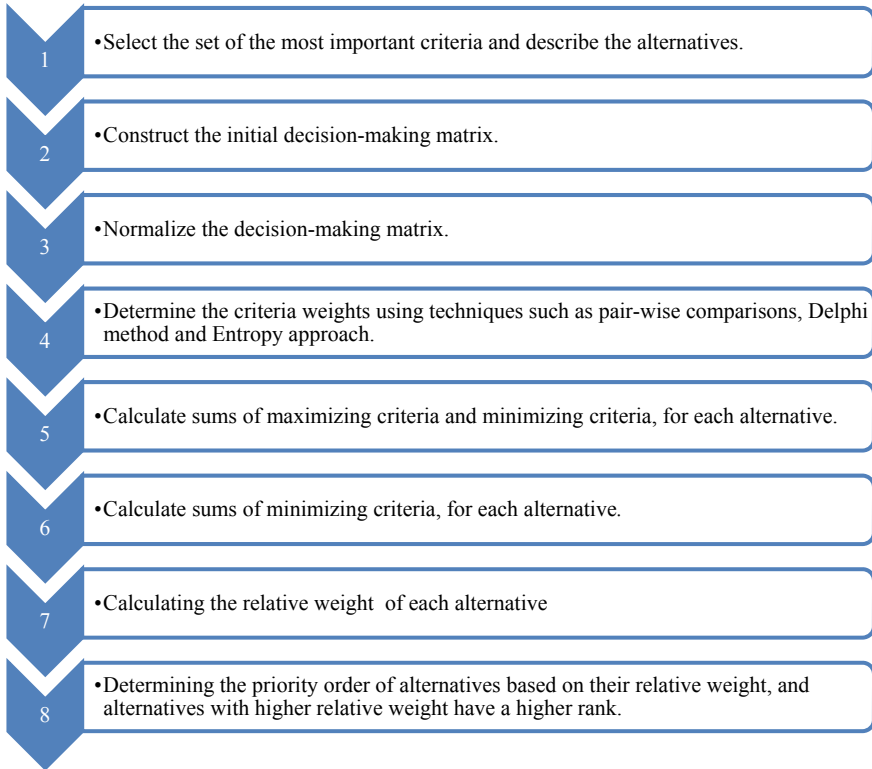 1
•Select the set of the most important criteria and describe the alternatives.
2
•Construct the initial decision-making matrix.
3
•Normalize the decision-making matrix.
4
•Determine the criteria weights using techniques such as pair-wise comparisons, Delphi
method and Entropy approach.
5
•Calculate sums of maximizing criteria and minimizing criteria, for each alternative.
6
•Calculate sums of minimizing criteria, for each alternative.
7
•Calculating the relative weight of each alternative
8
•Determining the priority order of alternatives based on their relative weight, and
alternatives with higher relative weight have a higher rank.